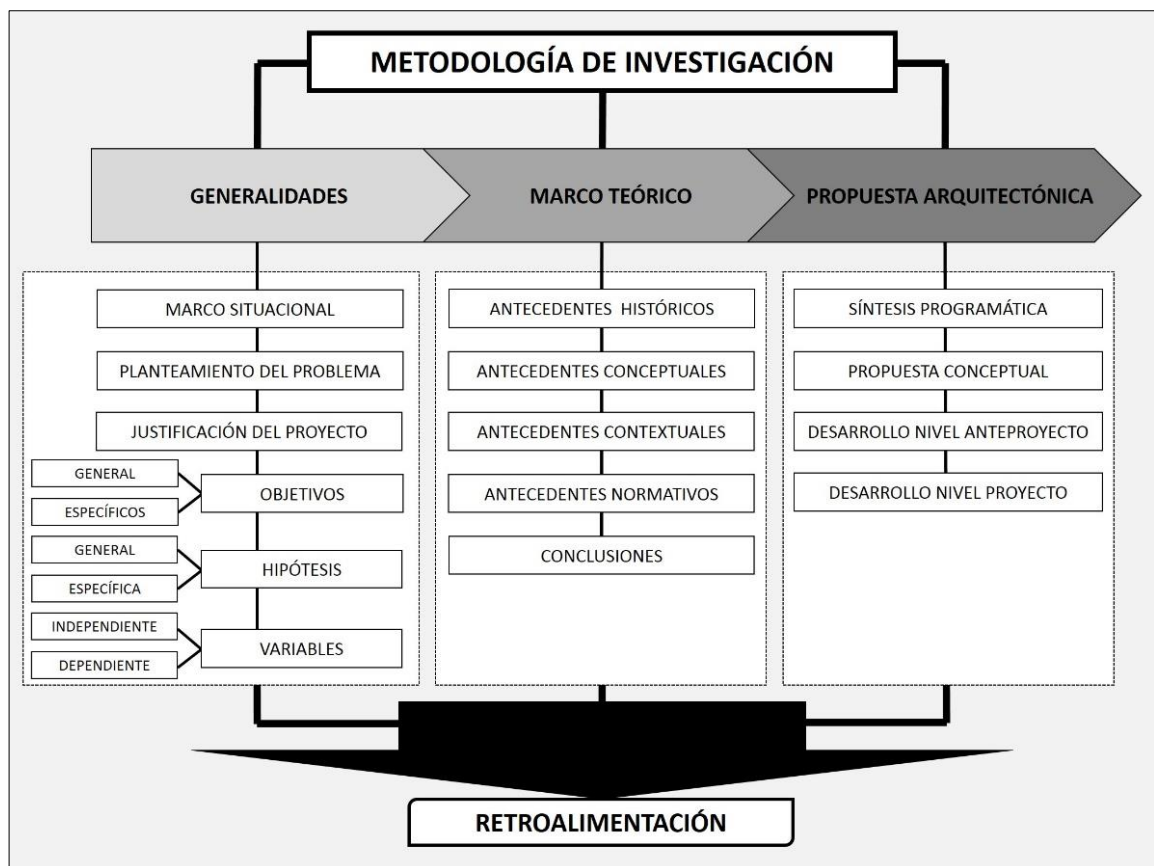 METODOLOGÍA DE INVESTIGACIÓN
GENERALIDADES
MARCO TEÓRICO
PROPUESTA ARQUITECTÓNICA
MARCO SITUACIONAL
PLANTEAMIENTO DEL PROBLEMA
JUSTIFICACIÓN DEL PROYECTO
GENERAL
ESPECÍFICOS
OBJETIVOS
GENERAL
ESPECÍFICA
HIPÓTESIS
INDEPENDIENTE
DEPENDIENTE
VARIABLES
ANTECEDENTES HISTÓRICOS
ANTECEDENTES CONCEPTUALES
ANTECEDENTES CONTEXTUALES
ANTECEDENTES NORMATIVOS
CONCLUSIONES
SÍNTESIS PROGRAMÁTICA
PROPUESTA CONCEPTUAL
DESARROLLO NIVEL ANTEPROYECTO
DESARROLLO NIVEL PROYECTO
RETROALIMENTACIÓN